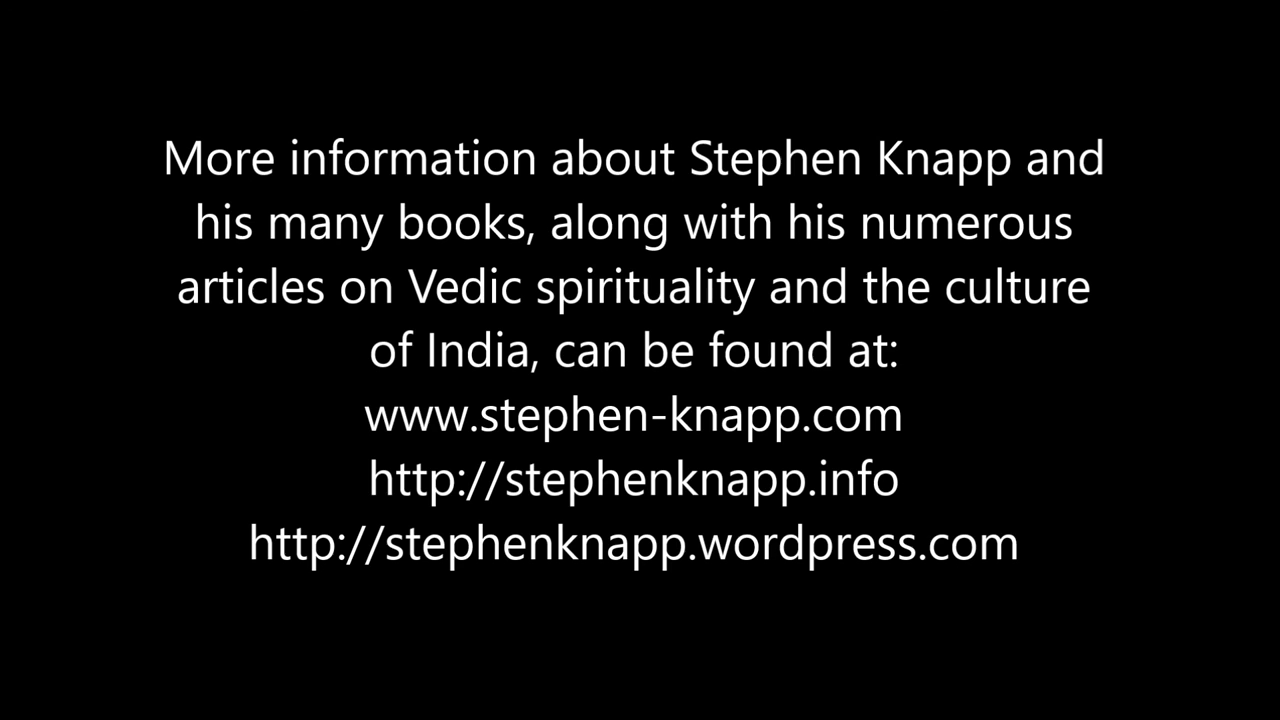 More information about Stephen Knapp and
his many books, along with his numerous
articles on Vedic spirituality and the culture
of India, can be found at:
www.stephen-knapp.com
http://stephenknapp.info
http://stephenknapp.wordpress.com